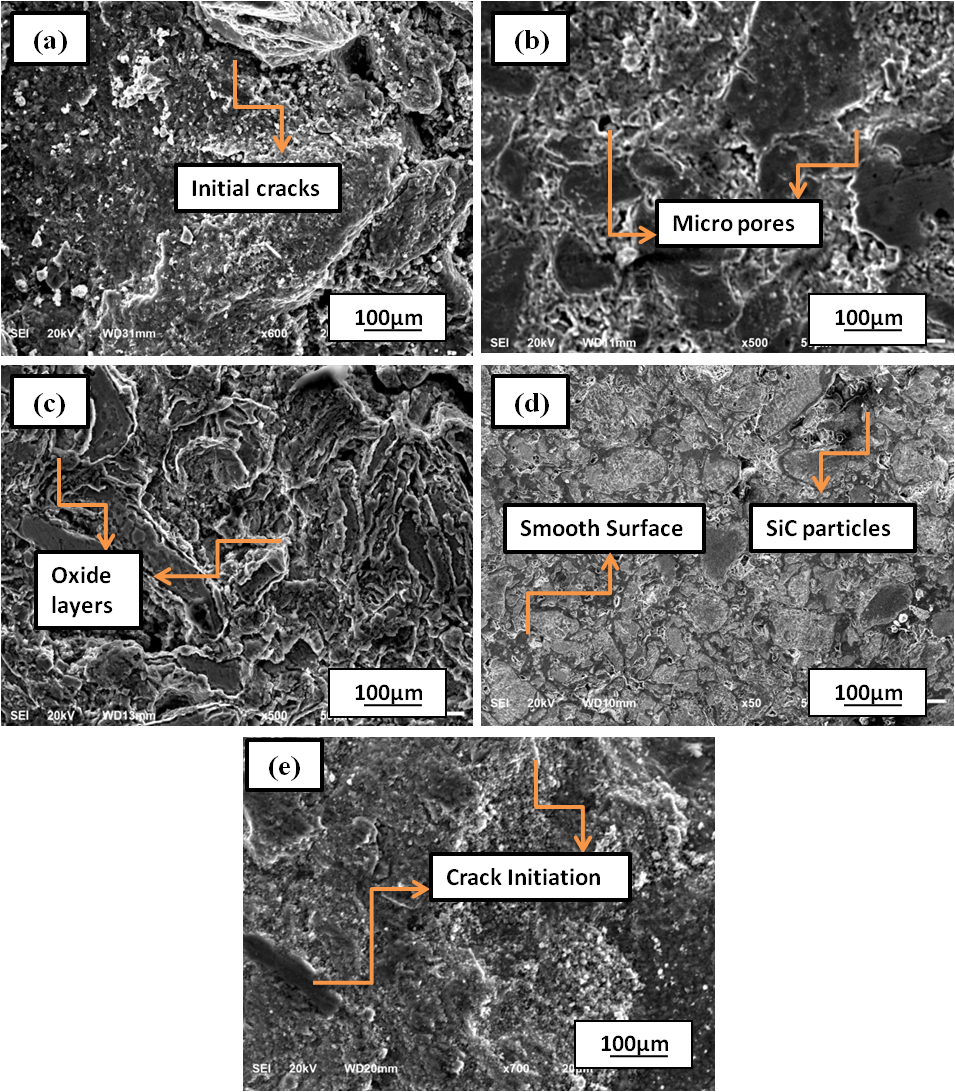 (a)
Initial cracks
100µm
SEI 20kV WD31mm x600
(b)
Micro pores
100µm
SEI 20kV WD11mm x500
(c)
Oxide
layers
100µm
SEI 20kV WD13mm x500
(d)
Smooth Surface
SiC particles
100µm
SEI 20kV WD10mm x50
(e)
Crack Initiation
100µm
SEI 20kV WD20mm x700